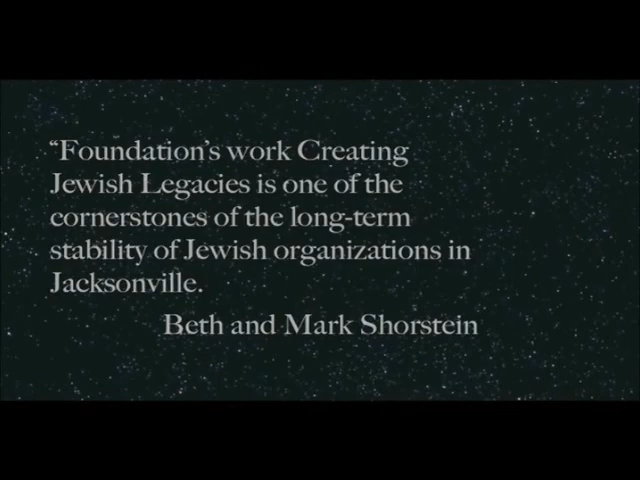 “Foundation’s work Creating
Jewish Legacies is one of the
cornerstones of the long-term
stability of Jewish organizations in
Jacksonville.
Beth and Mark Shorstein